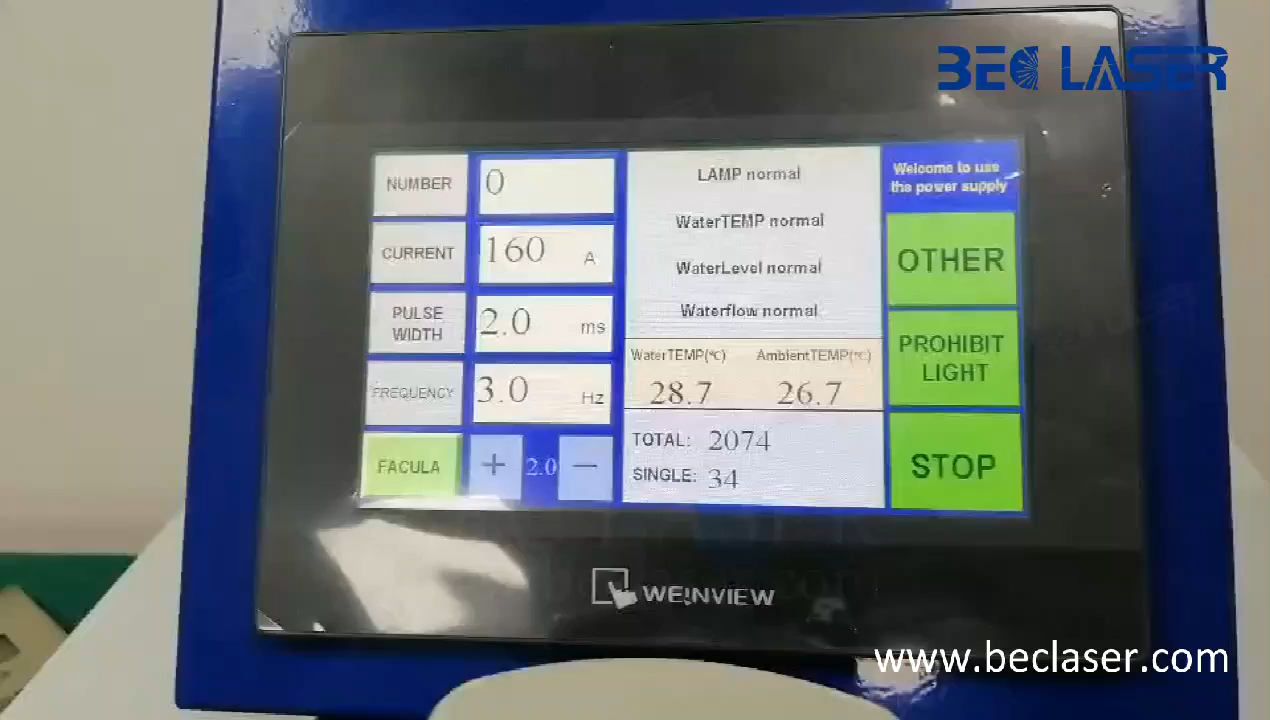 BEC LASER
NUMBER 0
CURRENT 160 A
PULSE WIDTH 2.0 ms
FREQUENCY 3.0 Hz
FACULA + 2.0 −
LAMP normal
WaterTEMP normal
WaterLevel normal
Waterflow normal
WaterTEMP(℃) AmbientTEMP(℃)
28.7 26.7
TOTAL: 2074
SINGLE: 34
Welcome to use
the power supply
OTHER
PROHIBIT
LIGHT
STOP
WEINVIEW
www.beclaser.com